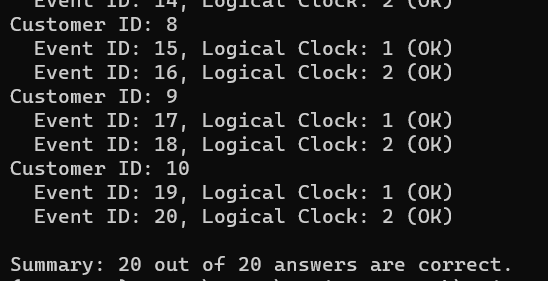 Event ID: 14, Logical Clock: 2 (OK)
Customer ID: 8
  Event ID: 15, Logical Clock: 1 (OK)
  Event ID: 16, Logical Clock: 2 (OK)
Customer ID: 9
  Event ID: 17, Logical Clock: 1 (OK)
  Event ID: 18, Logical Clock: 2 (OK)
Customer ID: 10
  Event ID: 19, Logical Clock: 1 (OK)
  Event ID: 20, Logical Clock: 2 (OK)
Summary: 20 out of 20 answers are correct.